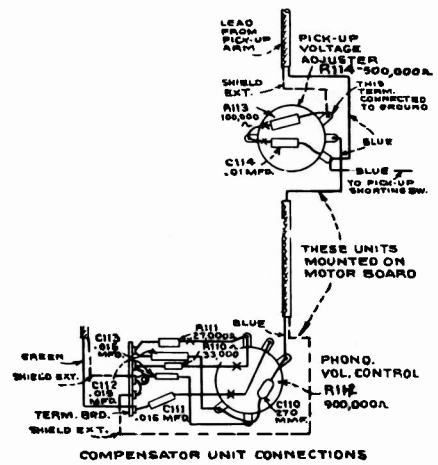 LEAD
FROM
PICK-UP
ARM
PICK-UP
VOLTAGE
ADJUSTER
R114-500,000Ω
SHIELD
EXT.
THIS
TERM.
CONNECTED
TO GROUND
R113
100,000
Ω
C114
.01 MFD.
BLUE
BLUE
TO PICK-UP
SHORTING SW.
THESE UNITS
MOUNTED ON
MOTOR BOARD
BLUE
R111
27,000Ω
R110
33,000
Ω
C113
.015
MFD.
GREEN
SHIELD EXT.
C112
.015
MFD.
TERM. BRD.
SHIELD EXT.
C111
.015 MFD.
C110
270
MMF.
PHONO.
VOL. CONTROL
R112
900,000Ω
COMPENSATOR UNIT CONNECTIONS